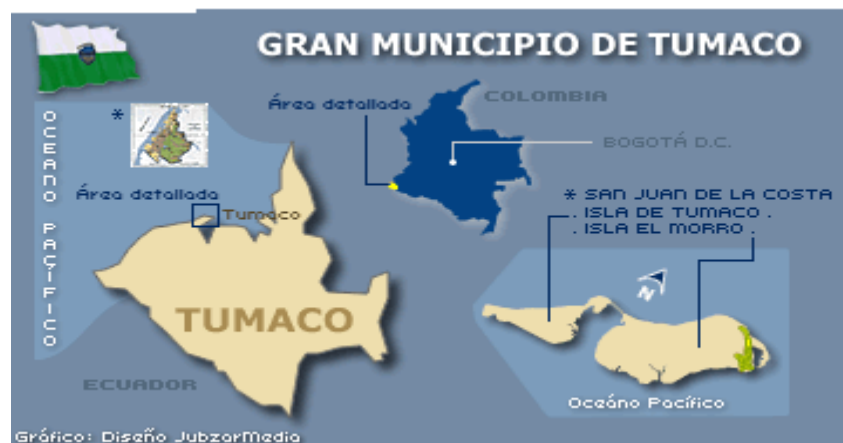 GRAN MUNICIPIO DE TUMACO
COLOMBIA
Área detallada
BOGOTÁ D.C.
OCEANO PACÍFICO
*
Área detallada
Tumaco
* SAN JUAN DE LA COSTA
. ISLA DE TUMACO .
. ISLA EL MORRO .
N
TUMACO
ECUADOR
Oceáno Pacífico
Gráfico: Diseño JubzarMedia